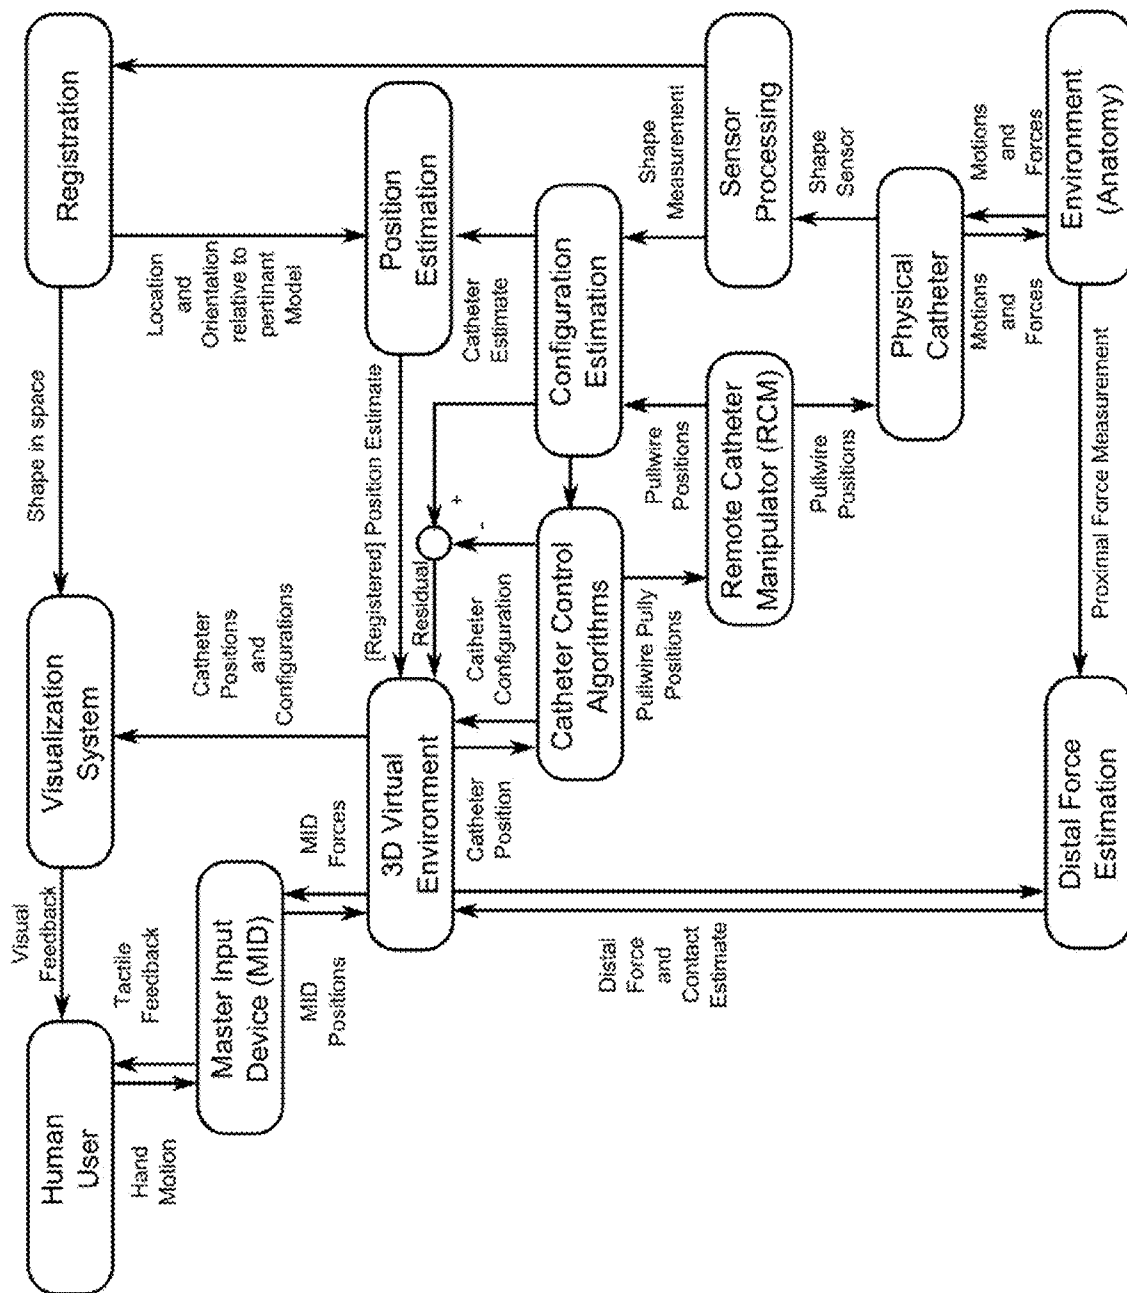 Human
User
Visual
Feedback
Visualization
System
Shape in space
Registration
Hand
Motion
Tactile
Feedback
Master Input
Device (MID)
MID
Positions
MID
Forces
Catheter
Positions
and
Configurations
Location
and
Orientation
relative to
pertinant
Model
3D Virtual
Environment
[Registered] Position Estimate
Residual
Position
Estimation
Catheter
Position
Catheter
Configuration
-
+
Catheter
Estimate
Catheter Control
Algorithms
Configuration
Estimation
Shape
Measurement
Pullwire Pully
Positions
Pullwire
Positions
Remote Catheter
Manipulator (RCM)
Sensor
Processing
Pullwire
Positions
Shape
Sensor
Physical
Catheter
Distal
Force
and
Contact
Estimate
Motions
and
Forces
Motions
and
Forces
Distal Force
Estimation
Proximal Force Measurement
Environment
(Anatomy)